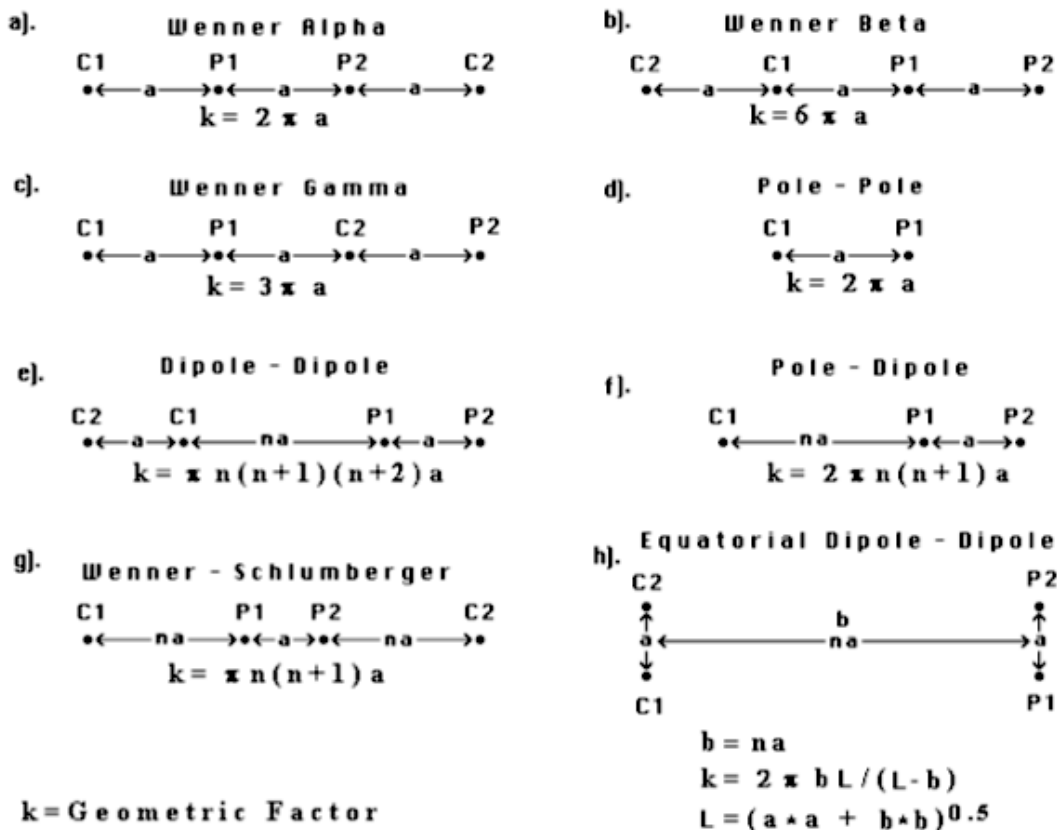 a). Wenner Alpha
C1 P1 P2 C2
a a a
k = 2 π a
b). Wenner Beta
C2 C1 P1 P2
a a a
k = 6 π a
c). Wenner Gamma
C1 P1 C2 P2
a a a
k = 3 π a
d). Pole - Pole
C1 P1
a
k = 2 π a
e). Dipole - Dipole
C2 C1 P1 P2
a na a
k = π n(n+1)(n+2)a
f). Pole - Dipole
C1 P1 P2
na a
k = 2 π n(n+1) a
g). Wenner - Schlumberger
C1 P1 P2 C2
na a na
k = π n(n+1)a
h). Equatorial Dipole - Dipole
C2 P2
b
a na a
C1 P1
b = na
k = 2 π bL/(L-b)
L=(a*a + b*b)^0.5
k=Geometric Factor